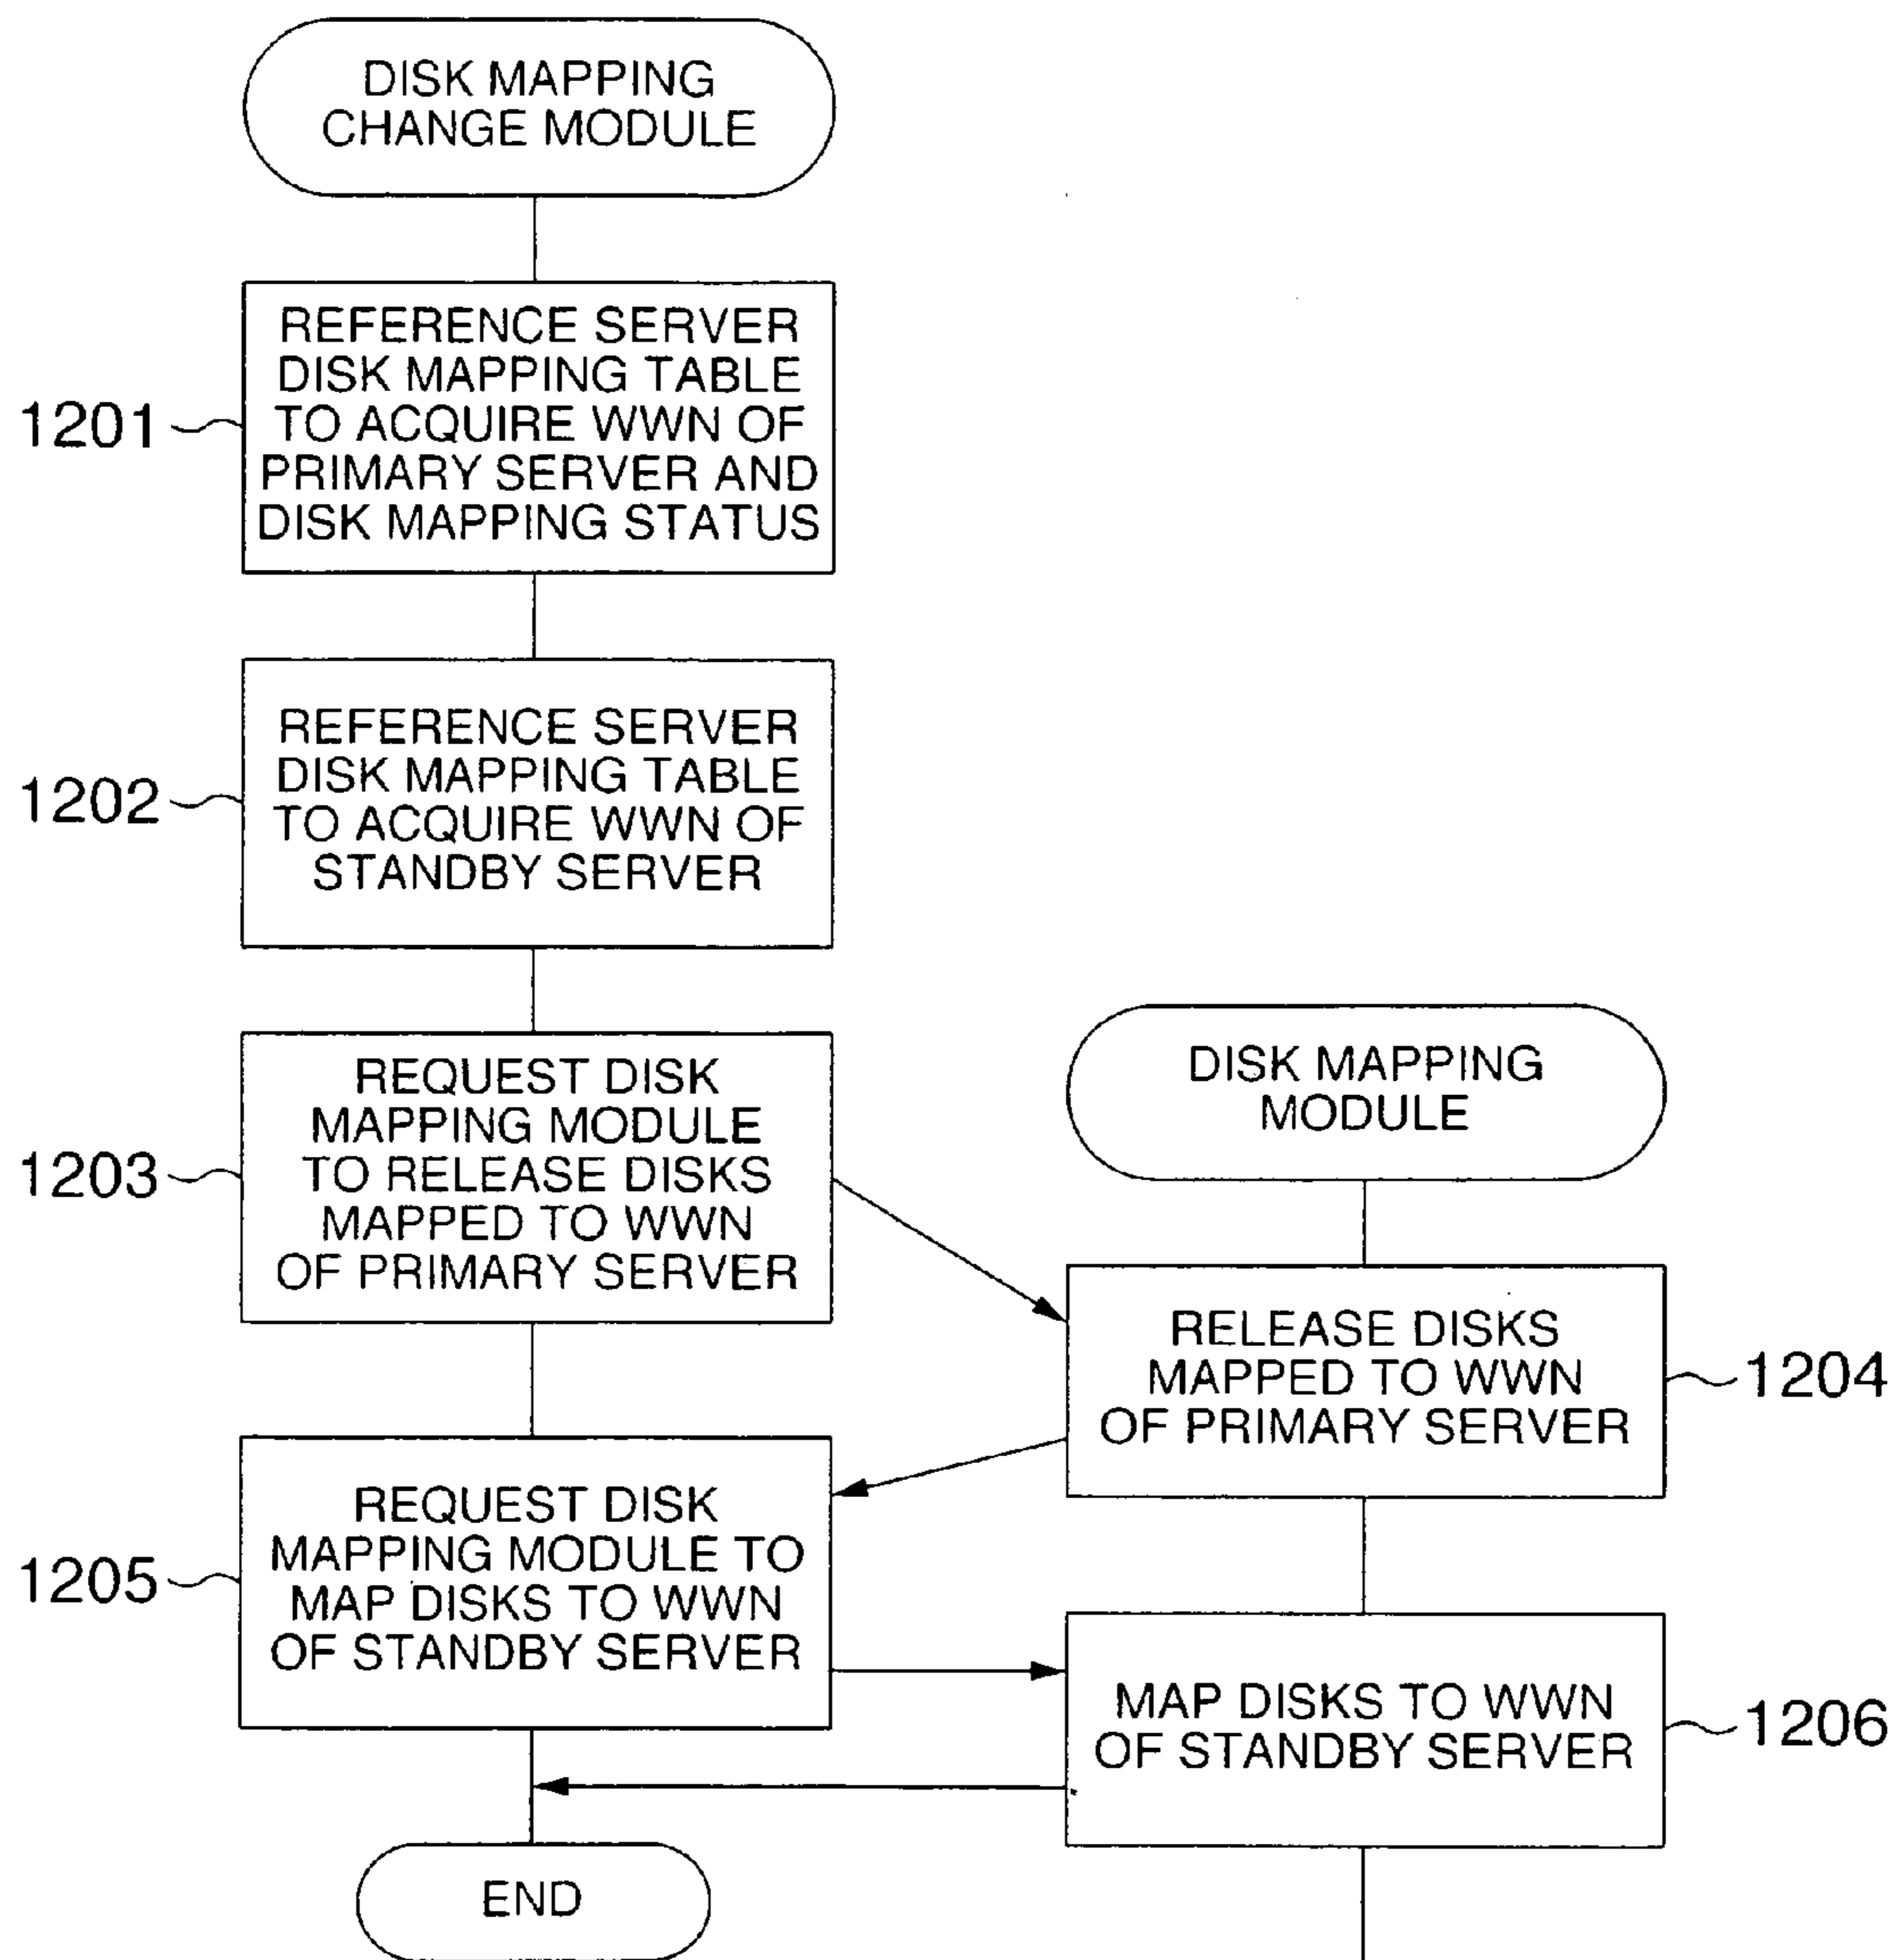 DISK MAPPING
CHANGE MODULE
1201
REFERENCE SERVER
DISK MAPPING TABLE
TO ACQUIRE WWN OF
PRIMARY SERVER AND
DISK MAPPING STATUS
1202
REFERENCE SERVER
DISK MAPPING TABLE
TO ACQUIRE WWN OF
STANDBY SERVER
1203
REQUEST DISK
MAPPING MODULE
TO RELEASE DISKS
MAPPED TO WWN
OF PRIMARY SERVER
DISK MAPPING
MODULE
RELEASE DISKS
MAPPED TO WWN
OF PRIMARY SERVER
1204
1205
REQUEST DISK
MAPPING MODULE TO
MAP DISKS TO WWN
OF STANDBY SERVER
MAP DISKS TO WWN
OF STANDBY SERVER
1206
END